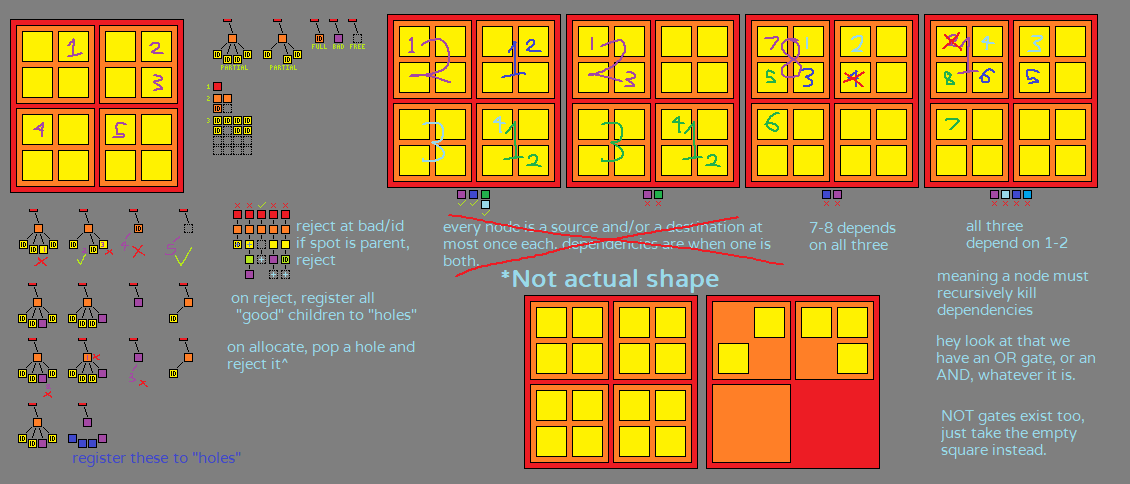 1
2
3
4
5
ID ID ID ID
PARTIAL
ID ID
PARTIAL
ID
FULL BAD FREE
1
2
3
1 2 2 1
3 4 1 2
1 2 3
3 4 1 2
7 8 1 2
5 3 4
6
2 1 4 3
8 6 5
7
reject at bad/id
if spot is parent,
reject
on reject, register all
"good" children to "holes"
on allocate, pop a hole and
reject it^
register these to "holes"
every node is a source and/or a destination at
most once each, dependencies are when one is
both.
*Not actual shape
7-8 depends
on all three
all three
depend on 1-2
meaning a node must
recursively kill
dependencies
hey look at that we
have an OR gate, or an
AND, whatever it is.
NOT gates exist too,
just take the empty
square instead.